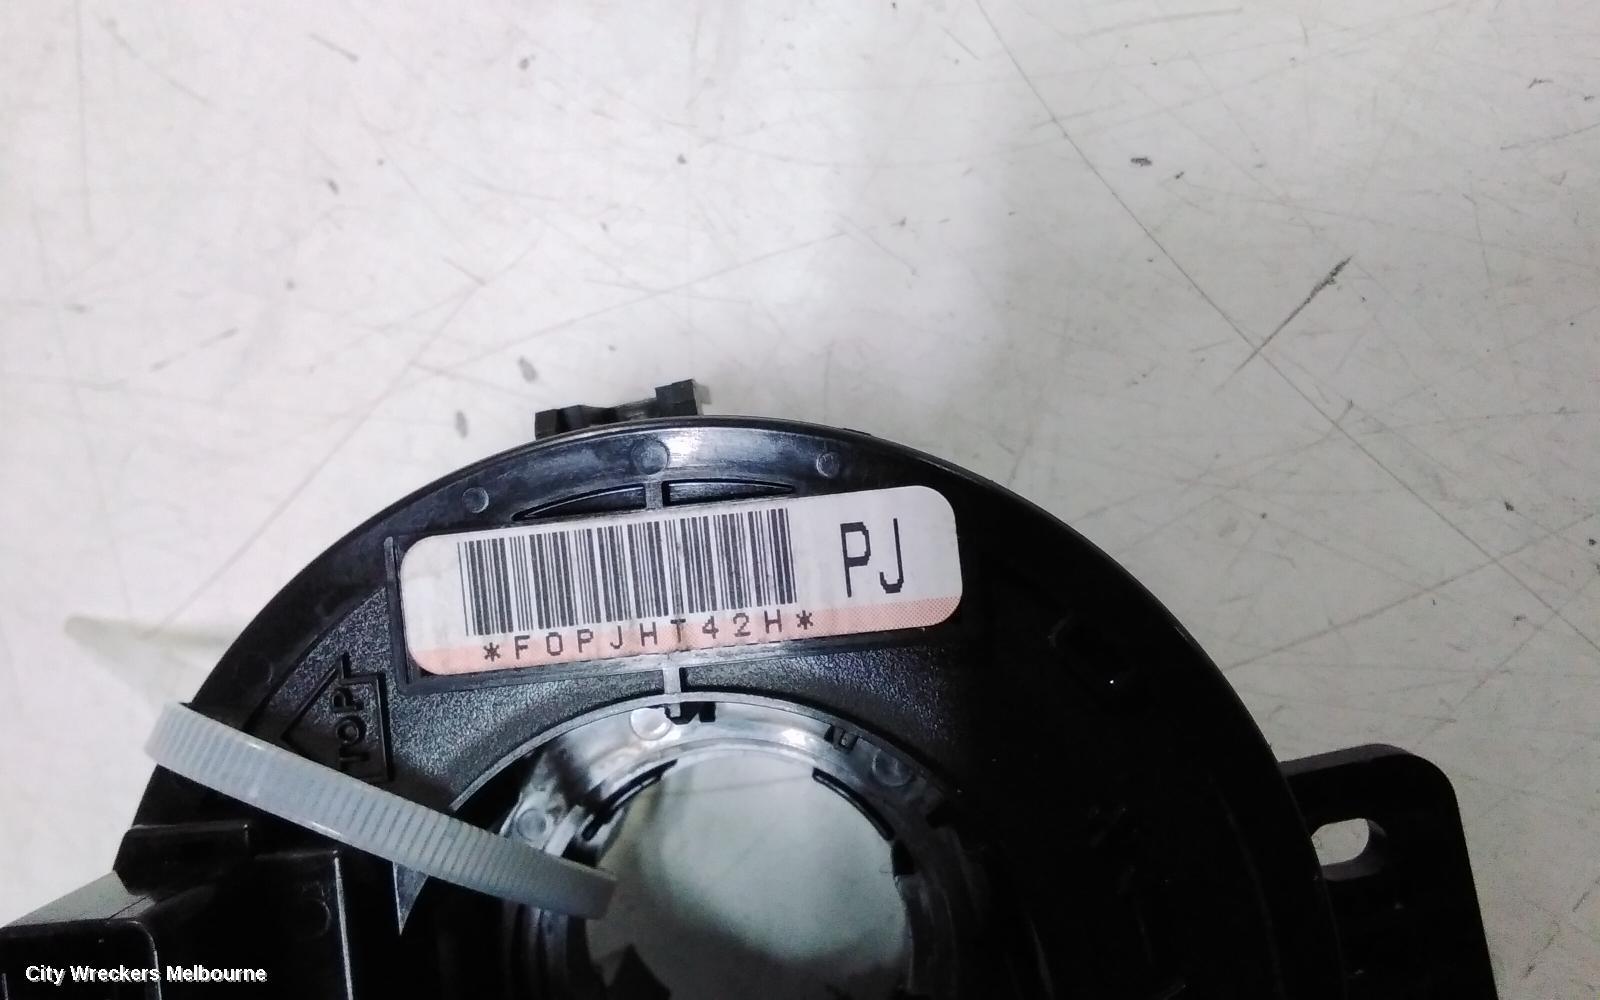 PJ
*F0PJHT42H*
TOP
City Wreckers Melbourne